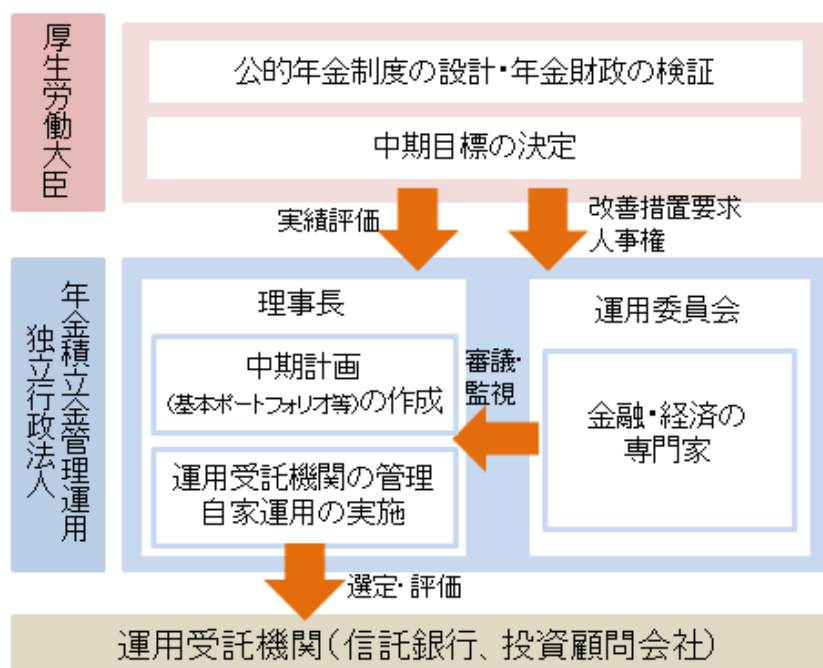 厚生労働大臣
公的年金制度の設計・年金財政の検証
中期目標の決定
実績評価
改善措置要求
人事権
年金積立金管理運用
独立行政法人
理事長
中期計画
(基本ポートフォリオ等)の作成
運用受託機関の管理
自家運用の実施
審議・
監視
運用委員会
金融・経済の
専門家
選定・評価
運用受託機関(信託銀行、投資顧問会社)